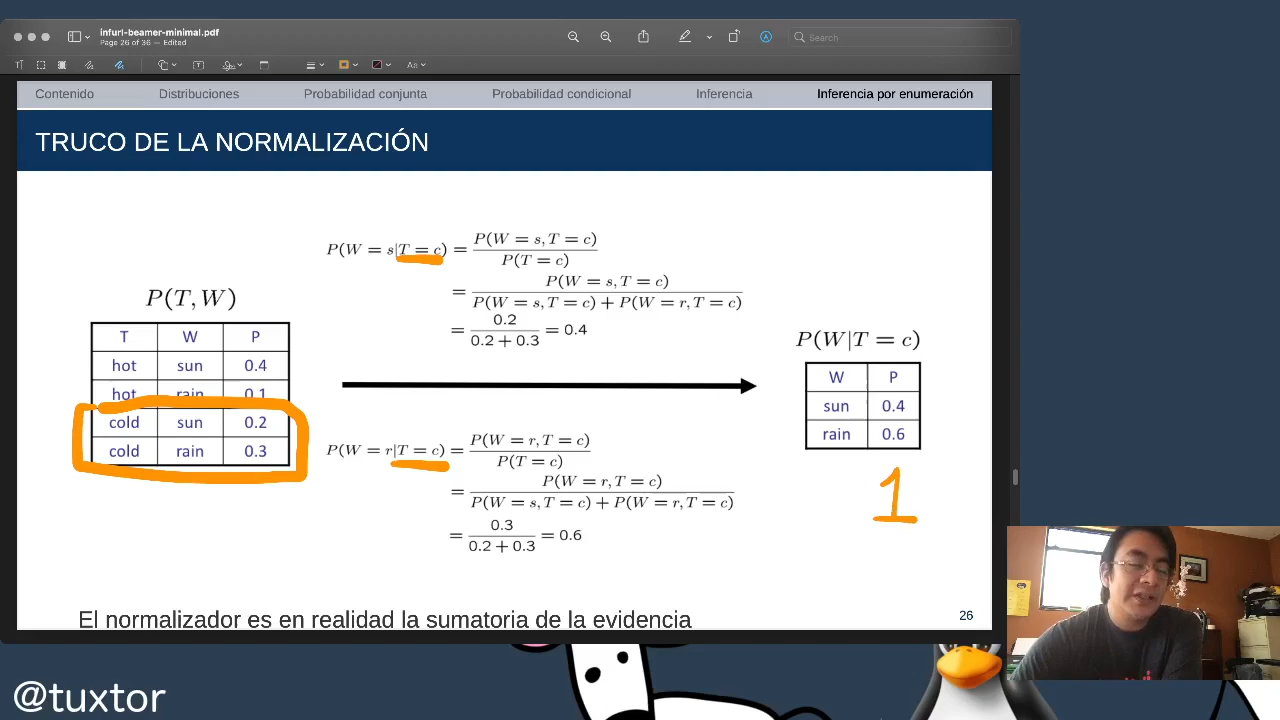 infurl-beamer-minimal.pdf
Page 26 of 36 — Edited
Search
Contenido Distribuciones Probabilidad conjunta Probabilidad condicional Inferencia Inferencia por enumeración
TRUCO DE LA NORMALIZACIÓN
P(T, W)
T W P
hot sun 0.4
hot rain 0.1
cold sun 0.2
cold rain 0.3
P(W = s|T = c) = P(W = s, T = c) / P(T = c)
= P(W = s, T = c) / P(W = s, T = c) + P(W = r, T = c)
= 0.2 / 0.2 + 0.3 = 0.4
P(W = r|T = c) = P(W = r, T = c) / P(T = c)
= P(W = r, T = c) / P(W = s, T = c) + P(W = r, T = c)
= 0.3 / 0.2 + 0.3 = 0.6
P(W|T = c)
W P
sun 0.4
rain 0.6
1
El normalizador es en realidad la sumatoria de la evidencia
26
@tuxtor